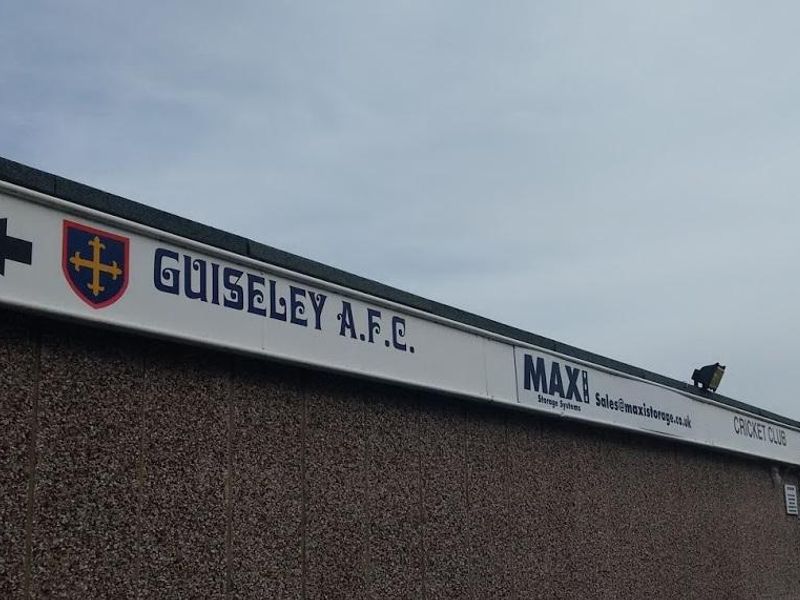 GUISELEY A.F.C.
MAXI
Storage Systems
Sales@maxistorage.co.uk
CRICKET CLUB